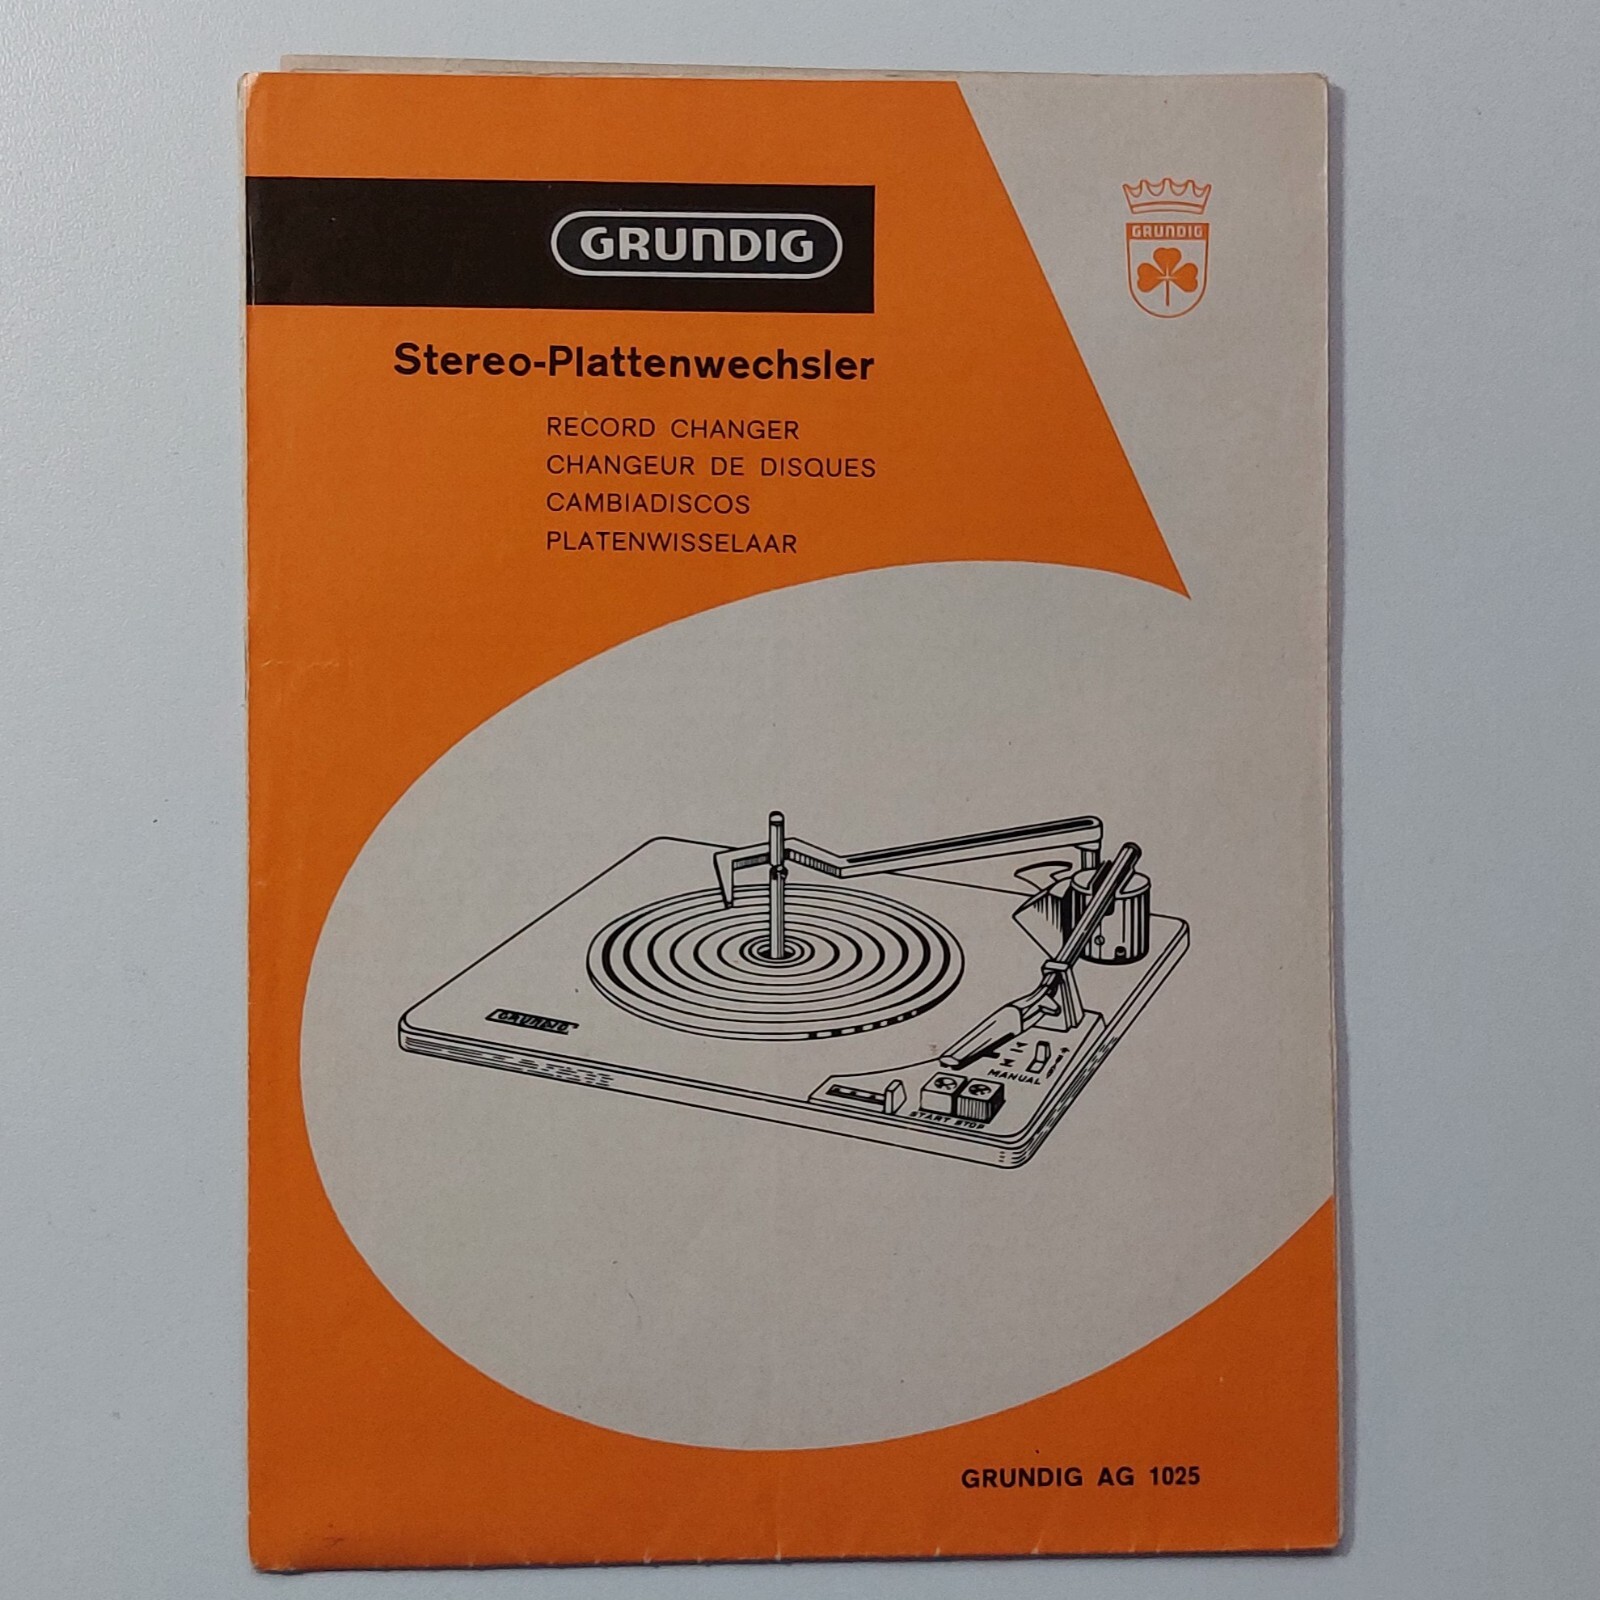 GRUNDIG
GRUNDIG
Stereo-Plattenwechsler
RECORD CHANGER
CHANGEUR DE DISQUES
CAMBIADISCOS
PLATENWISSELAAR
GRUNDIG
MANUAL
START STOP
GRUNDIG AG 1025